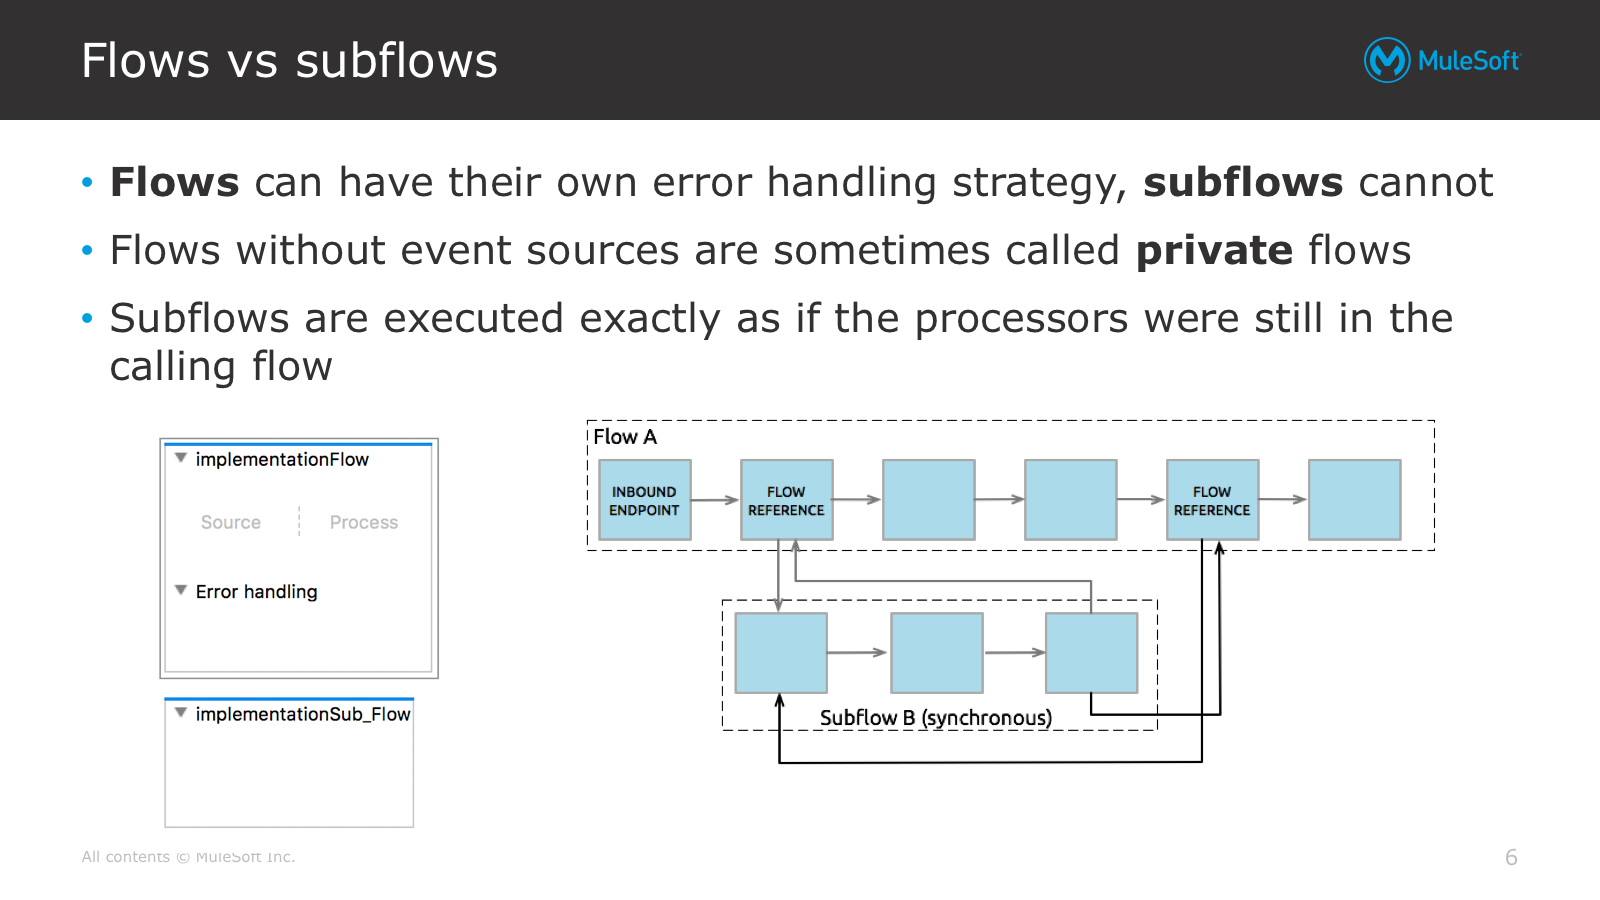 Flows vs subflows
MuleSoft
• Flows can have their own error handling strategy, subflows cannot
• Flows without event sources are sometimes called private flows
• Subflows are executed exactly as if the processors were still in the
calling flow
implementationFlow
Source
Process
Error handling
implementationSub_Flow
Flow A
INBOUND
ENDPOINT
FLOW
REFERENCE
FLOW
REFERENCE
Subflow B (synchronous)
All contents © MuleSoft Inc.
6